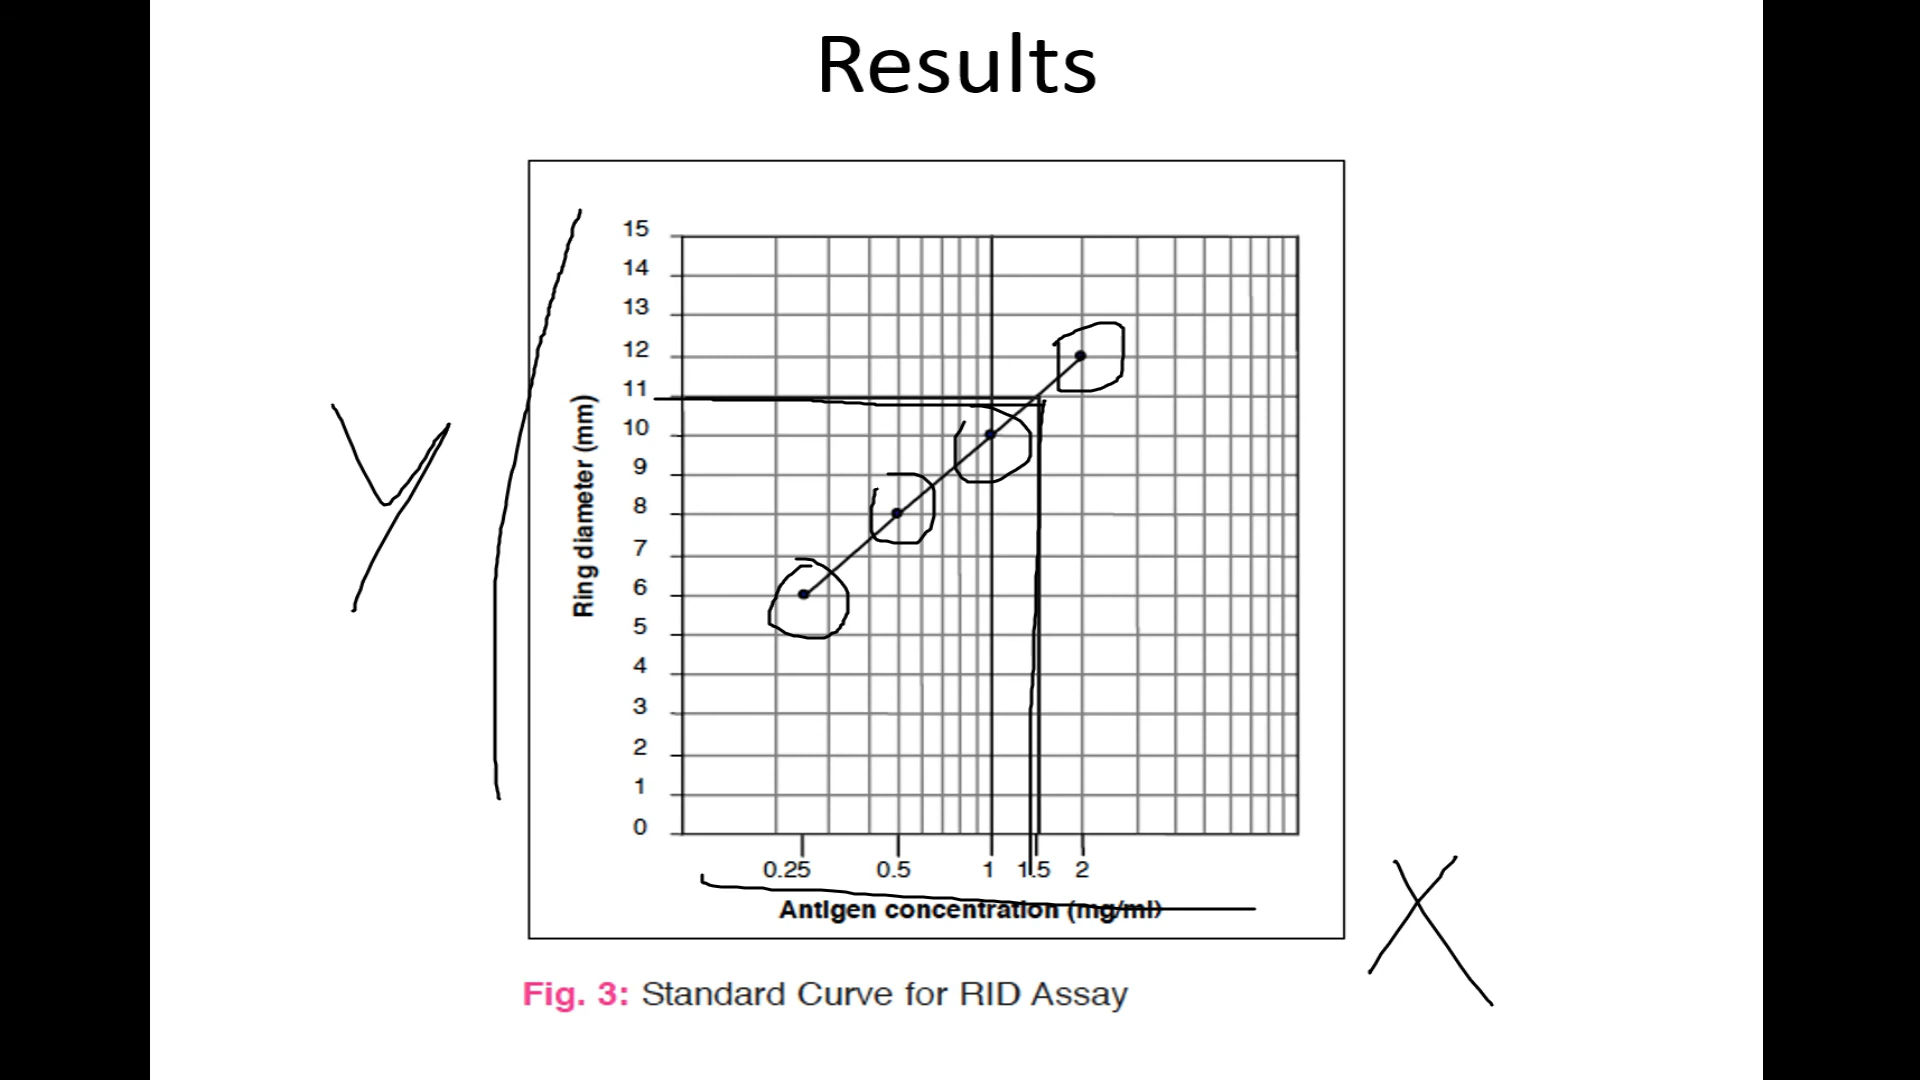 Results
15
14
13
12
11
10
9
8
7
6
5
4
3
2
1
0
Ring diameter (mm)
Y
0.25 0.5 1 1.5 2
Antigen concentration (mg/ml)
X
Fig. 3: Standard Curve for RID Assay